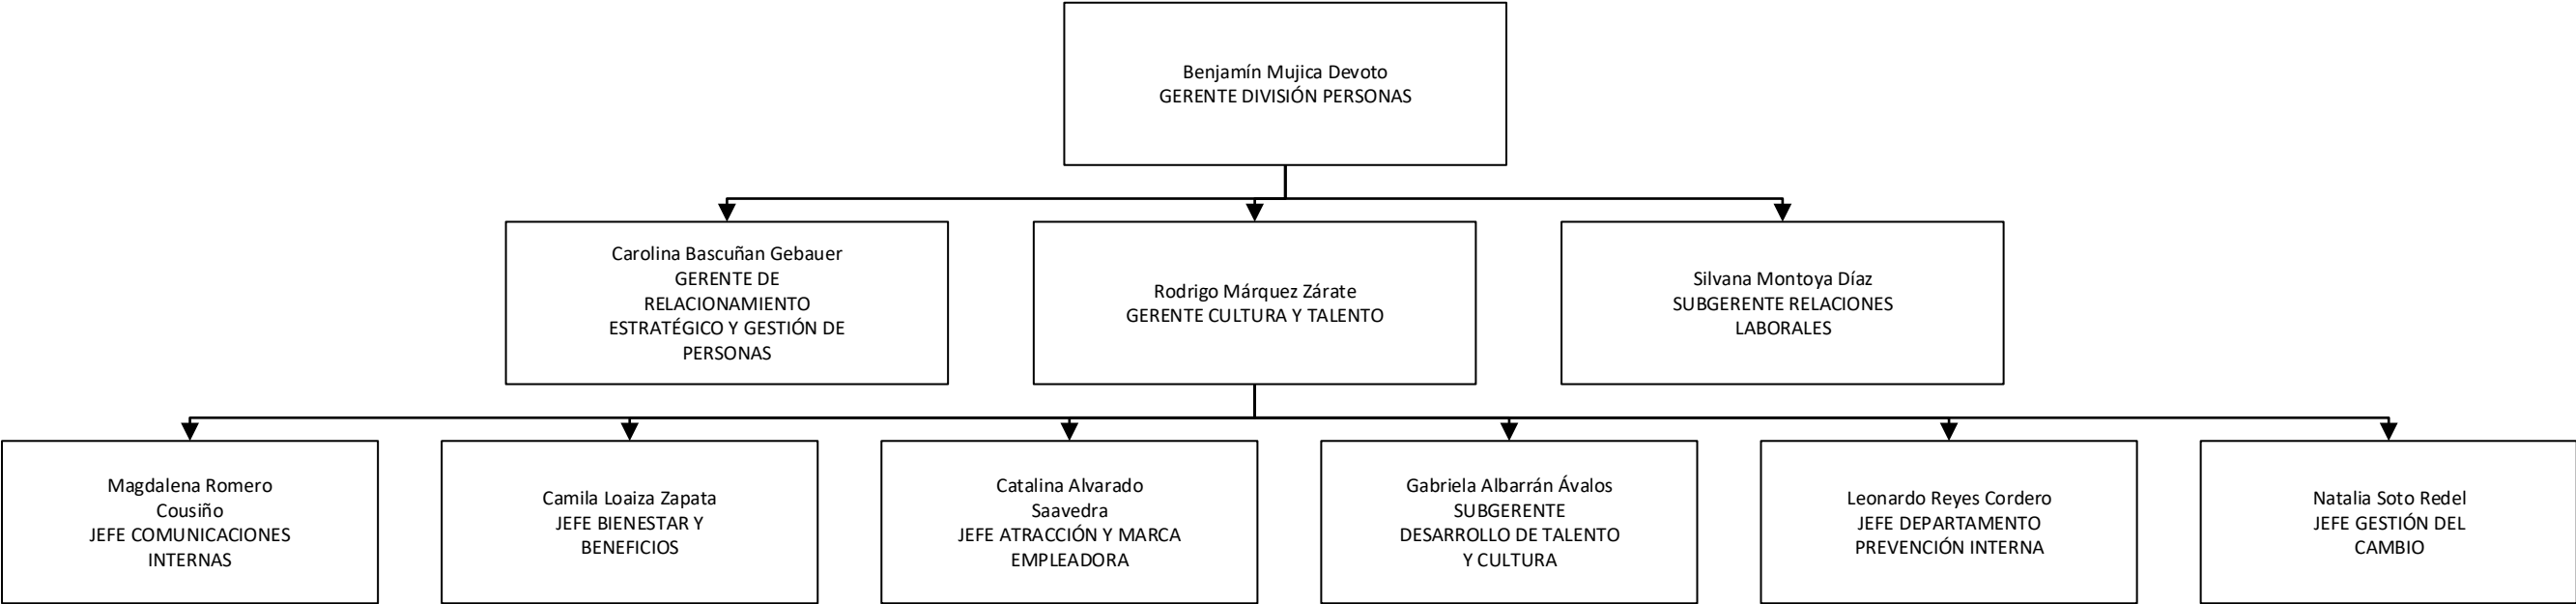 Benjamín Mujica Devoto
GERENTE DIVISIÓN PERSONAS
Carolina Bascuñan Gebauer
GERENTE DE
RELACIONAMIENTO
ESTRATÉGICO Y GESTIÓN DE
PERSONAS
Rodrigo Márquez Zárate
GERENTE CULTURA Y TALENTO
Silvana Montoya Díaz
SUBGERENTE RELACIONES
LABORALES
Magdalena Romero
Cousiño
JEFE COMUNICACIONES
INTERNAS
Camila Loaiza Zapata
JEFE BIENESTAR Y
BENEFICIOS
Catalina Alvarado
Saavedra
JEFE ATRACCIÓN Y MARCA
EMPLEADORA
Gabriela Albarrán Ávalos
SUBGERENTE
DESARROLLO DE TALENTO
Y CULTURA
Leonardo Reyes Cordero
JEFE DEPARTAMENTO
PREVENCIÓN INTERNA
Natalia Soto Redel
JEFE GESTIÓN DEL
CAMBIO